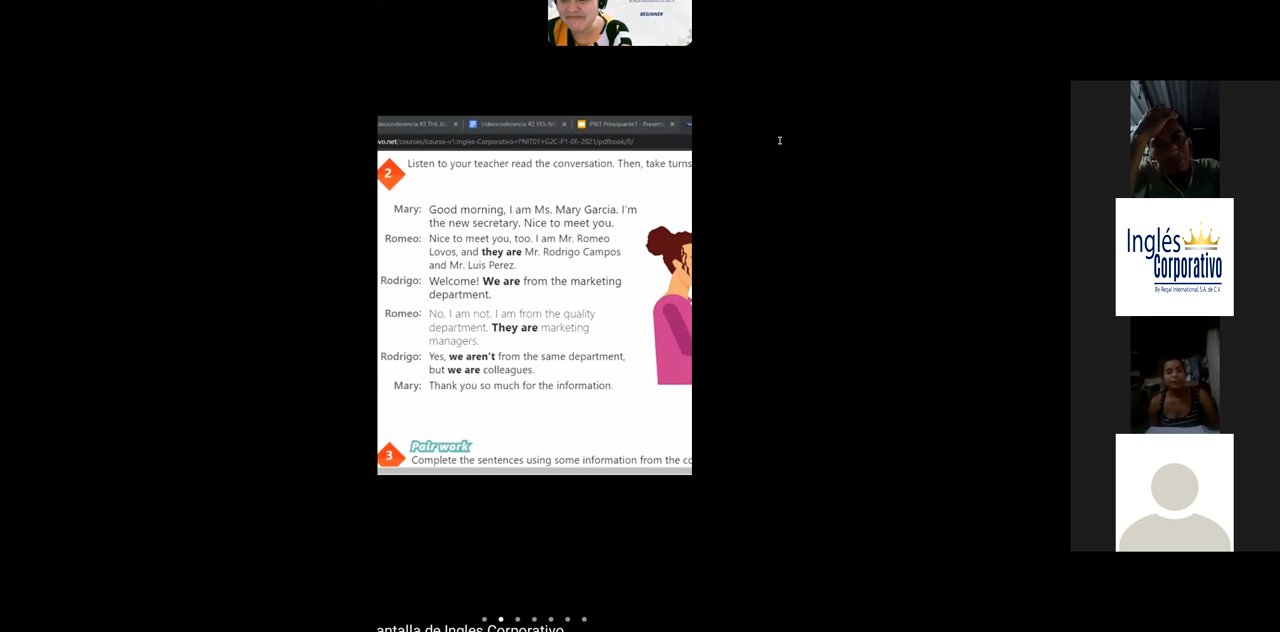 BEGINNER
deoconferencia #3 THE AU
Videoconferencia #2 YES-N
PNIT Principiante1 - Present
vo.net/courses/course-v1:Ingles-Corporativo+PNIT01+G2C-P1-06-2021/pdfbook/0/
2 Listen to your teacher read the conversation. Then, take turns
Mary: Good morning, I am Ms. Mary Garcia. I'm
the new secretary. Nice to meet you.
Romeo: Nice to meet you, too. I am Mr. Romeo
Lovos, and they are Mr. Rodrigo Campos
and Mr. Luis Perez.
Rodrigo: Welcome! We are from the marketing
department.
Romeo: No, I am not. I am from the quality
department. They are marketing
managers.
Rodrigo: Yes, we aren't from the same department,
but we are colleagues.
Mary: Thank you so much for the information.
Pair work
3 Complete the sentences using some information from the co
antalla de Ingles Corporativo
Inglés
Corporativo
By Regal International, S.A. de C.V.